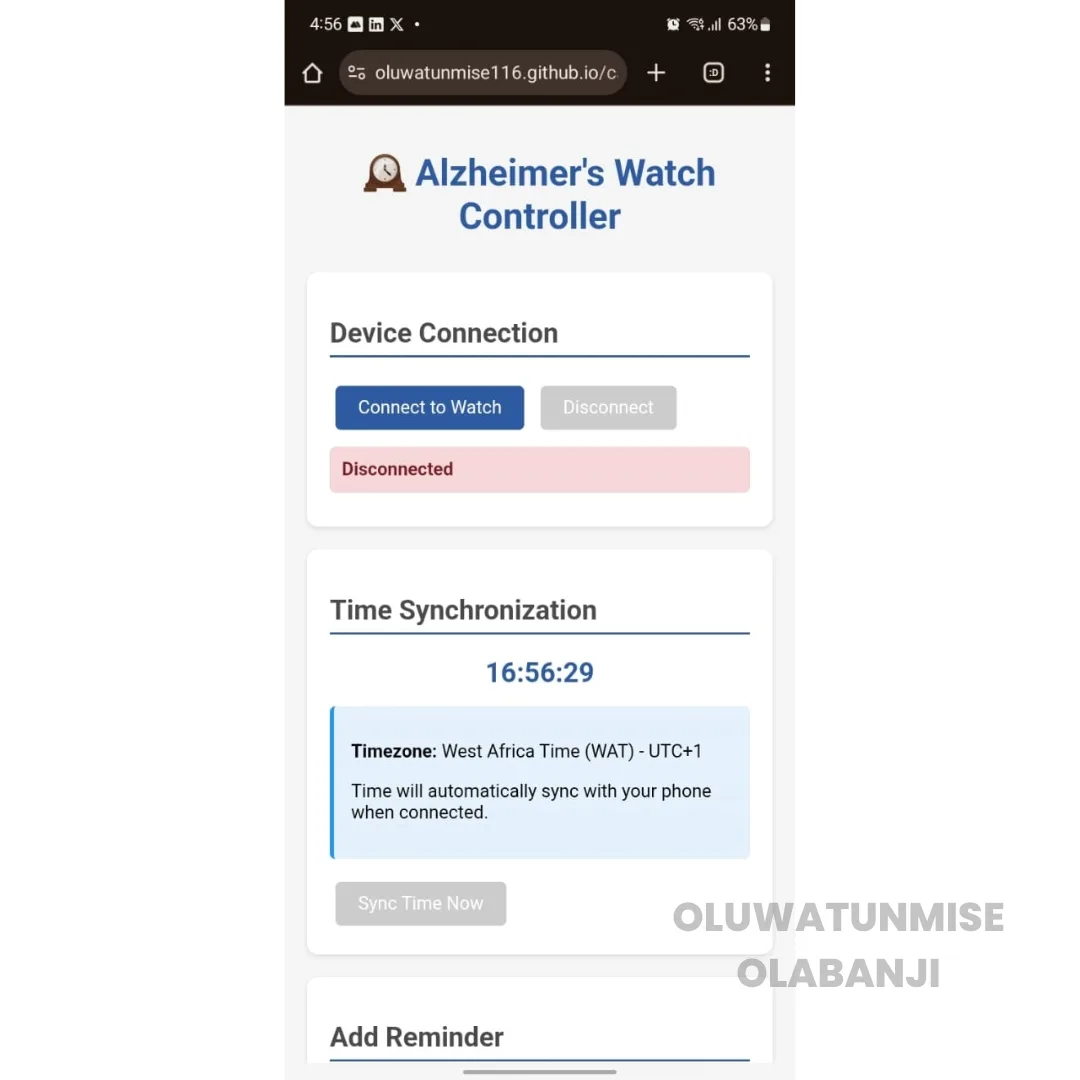 4:56
63%
oluwatunmise116.github.io/c
:D
Alzheimer's Watch
Controller
Device Connection
Connect to Watch
Disconnect
Disconnected
Time Synchronization
16:56:29
Timezone: West Africa Time (WAT) - UTC+1
Time will automatically sync with your phone
when connected.
Sync Time Now
OLUWATUNMISE
OLABANJI
Add Reminder